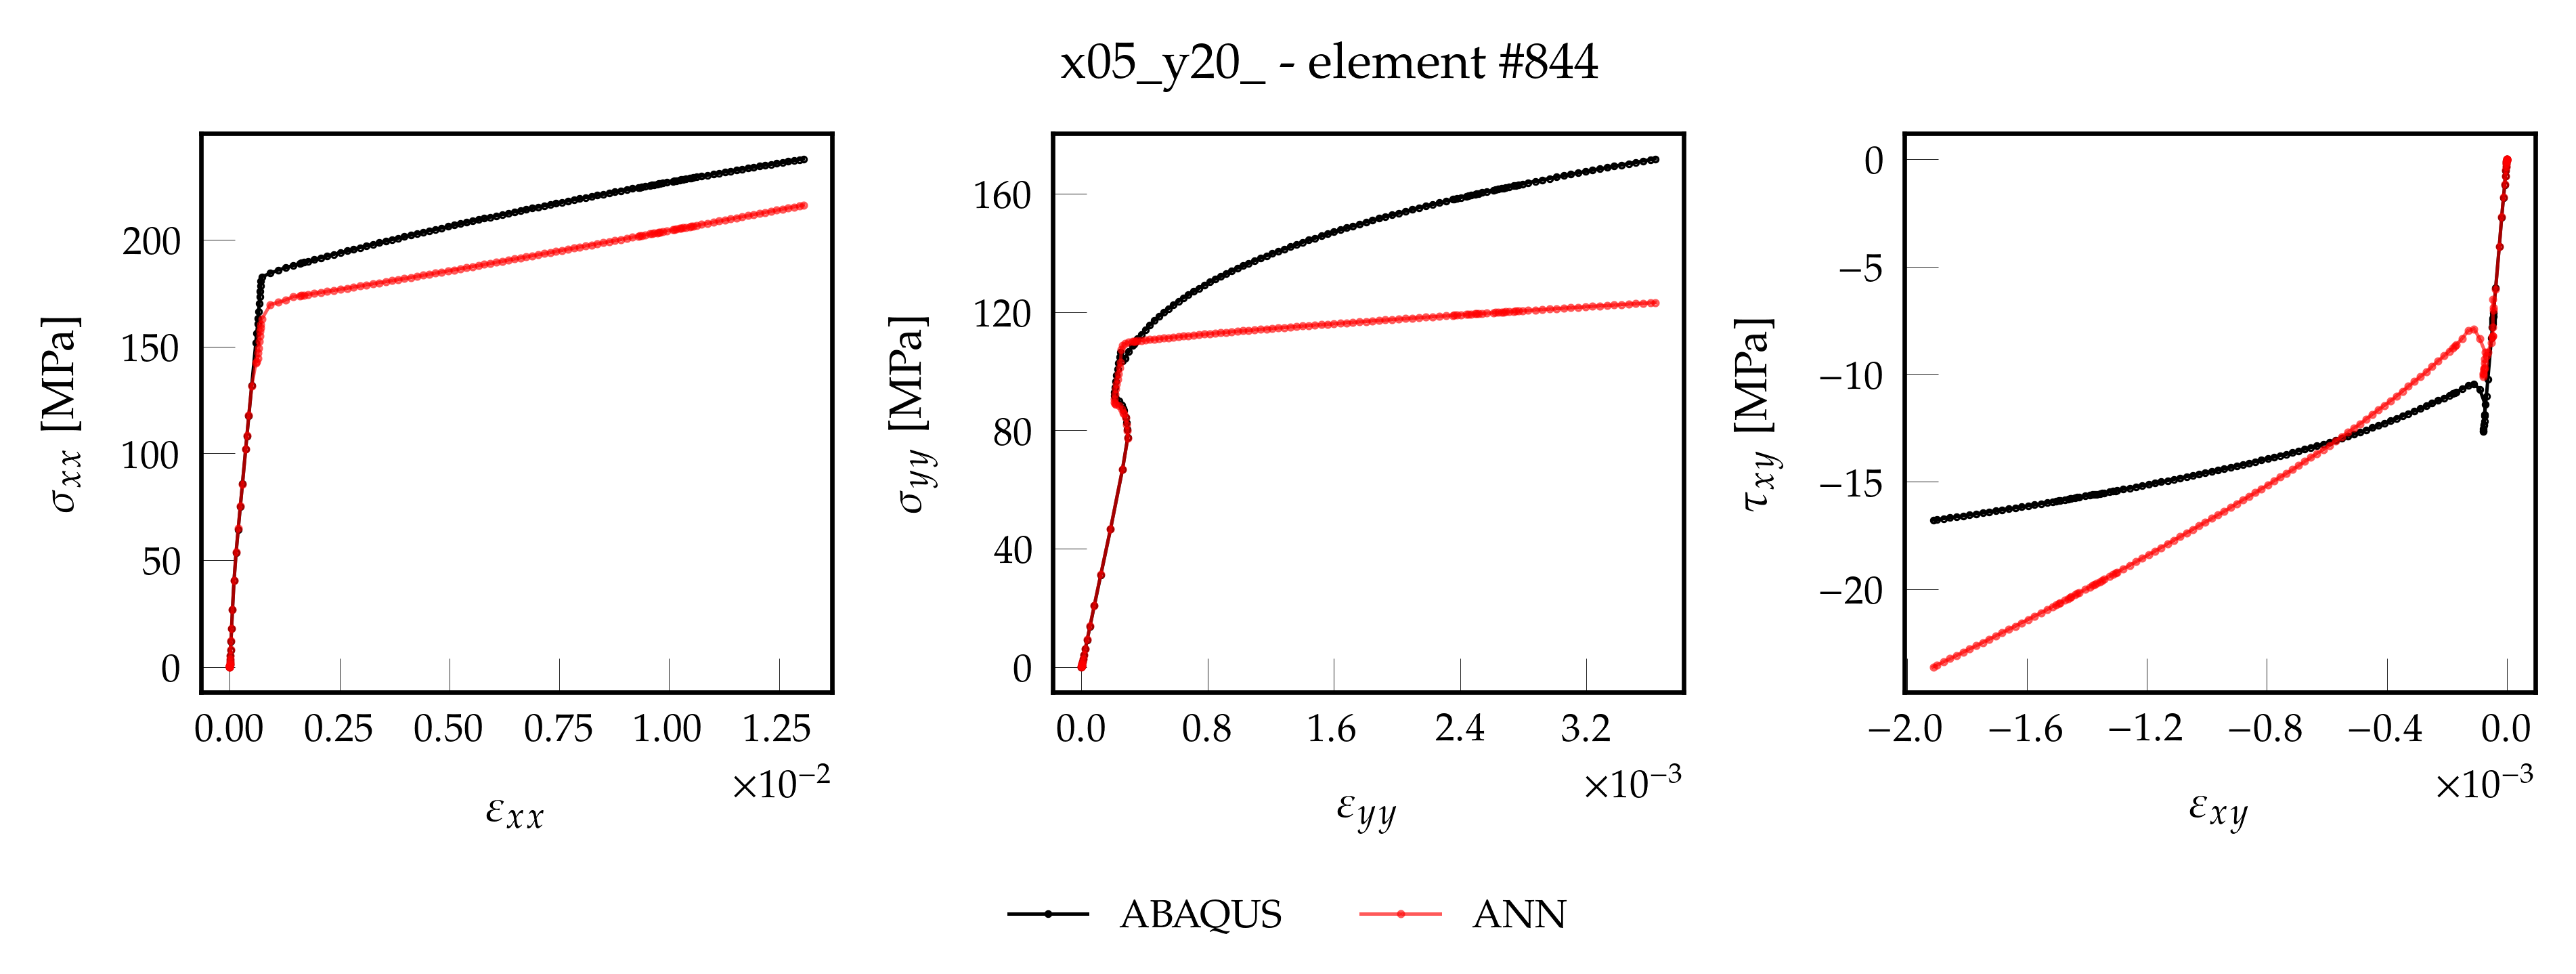 x05_y20_ - element #844
σxx [MPa]
200
150
100
50
0
0.00 0.25 0.50 0.75 1.00 1.25
×10−2
εxx
σyy [MPa]
160
120
80
40
0
0.0 0.8 1.6 2.4 3.2
×10−3
εyy
τxy [MPa]
0
−5
−10
−15
−20
−2.0 −1.6 −1.2 −0.8 −0.4 0.0
×10−3
εxy
ABAQUS ANN